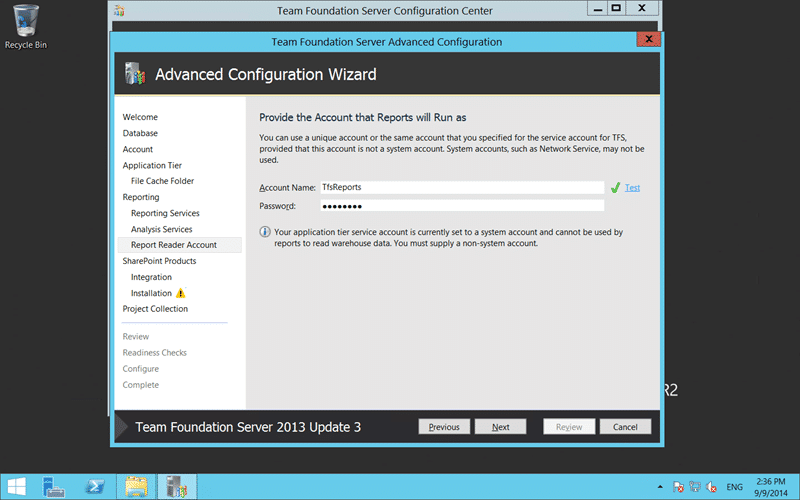 Team Foundation Server Configuration Center
Recycle Bin
Team Foundation Server Advanced Configuration
Advanced Configuration Wizard
Welcome
Database
Account
Application Tier
File Cache Folder
Reporting
Reporting Services
Analysis Services
Report Reader Account
SharePoint Products
Integration
Installation
Project Collection
Review
Readiness Checks
Configure
Complete
Provide the Account that Reports will Run as
You can use a unique account or the same account that you specified for the service account for TFS,
provided that this account is not a system account. System accounts, such as Network Service, may not be
used.
Account Name: TfsReports Test
Password: ●●●●●●●●
Your application tier service account is currently set to a system account and cannot be used by
reports to read warehouse data. You must supply a non-system account.
R2
Team Foundation Server 2013 Update 3
Previous Next Review Cancel
ENG
2:36 PM
9/9/2014